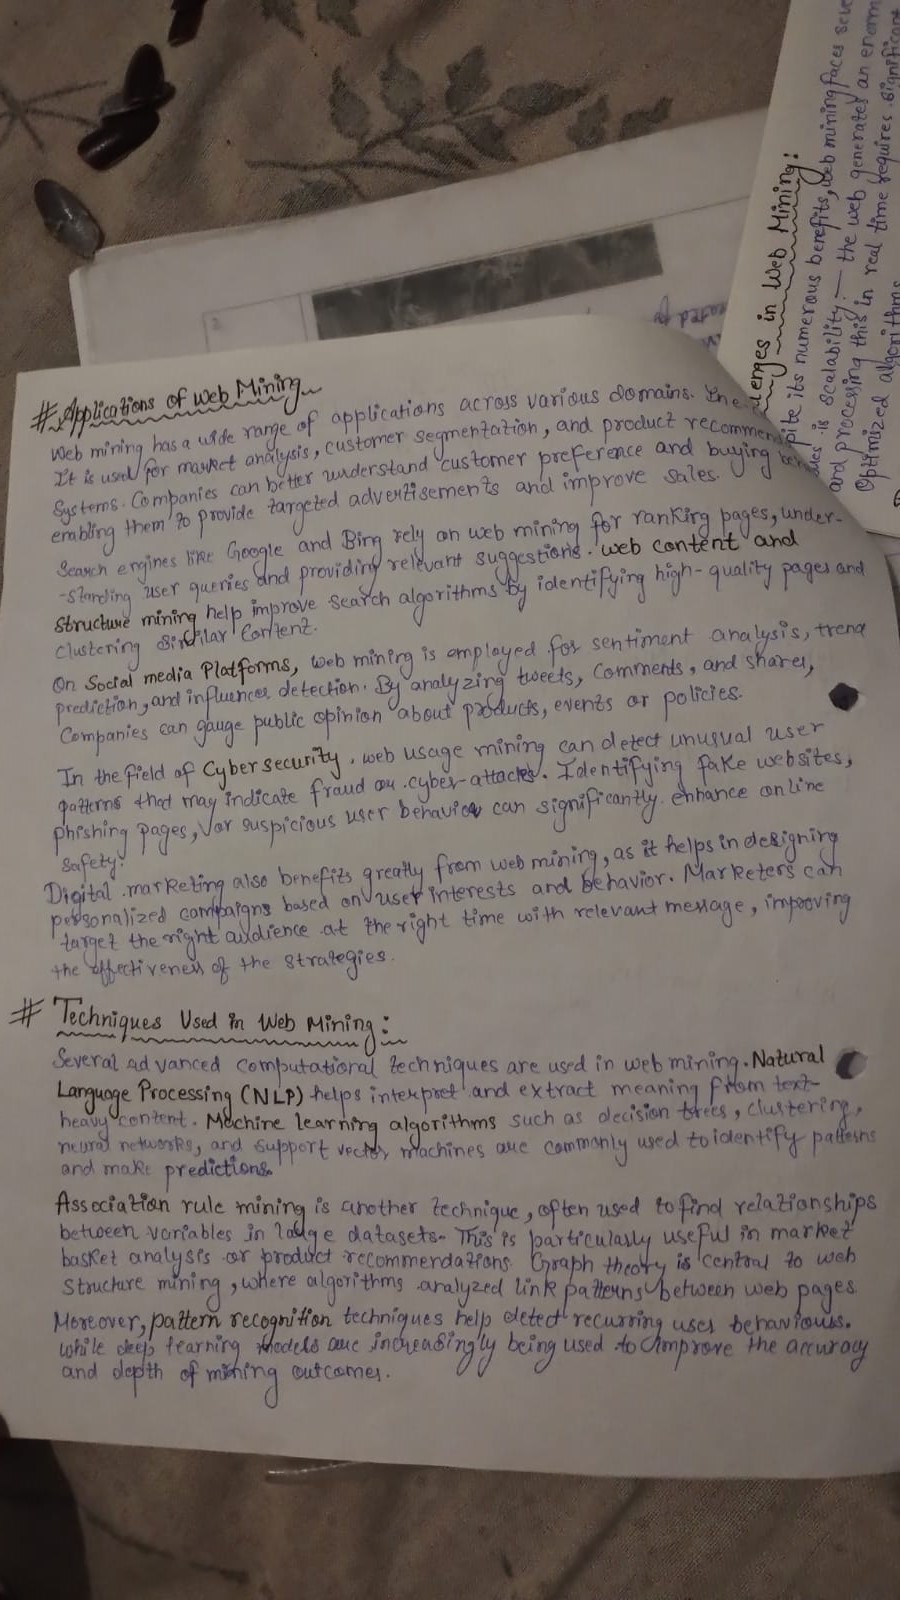 # Applications of Web Mining
Web mining has a wide range of applications across various domains.
It is used for market analysis, customer segmentation, and product recommen
Systems. Companies can better understand customer preference and buying
enabling them to provide targeted advertisements and improve sales.
Search engines like Google and Bing rely on web mining for ranking pages, under-
-standing user queries and providing relevant suggestions. web content and
structure mining help improve search algorithms by identifying high-quality pages and
clustering similar content.
On Social media Platforms, web mining is employed for sentiment analysis, trend
prediction, and influencer detection. By analyzing tweets, comments, and shares,
Companies can gauge public opinion about products, events or policies.
In the field of Cybersecurity, web usage mining can detect unusual user
patterns that may indicate fraud or cyber-attacks. Identifying fake websites,
phishing pages, or suspicious user behavior can significantly enhance online
safety.
Digital marketing also benefits greatly from web mining, as it helps in designing
personalized campaigns based on user interests and behavior. Marketers can
target the right audience at the right time with relevant message, improving
the effectiveness of the strategies.
# Techniques Used in Web Mining:
Several advanced computational techniques are used in web mining. Natural
Language Processing (NLP) helps interpret and extract meaning from text-
heavy content. Machine learning algorithms such as decision trees, clustering,
neural networks, and support vector machines are commonly used to identify patterns
and make predictions.
Association rule mining is another technique, often used to find relationships
between variables in large datasets. This is particularly useful in market
basket analysis or product recommendations. Graph theory is central to web
Structure mining, where algorithms analyzed link patterns between web pages
Moreover, pattern recognition techniques help detect recurring user behaviours.
while deep learning models are increasingly being used to improve the accuracy
and depth of mining outcomes.
lenges in Web Mining:
pite its numerous benefits, web mining faces seve
is scalability:— the web generates an enorm
and processing this in real time requires significant
Optimized algorithms